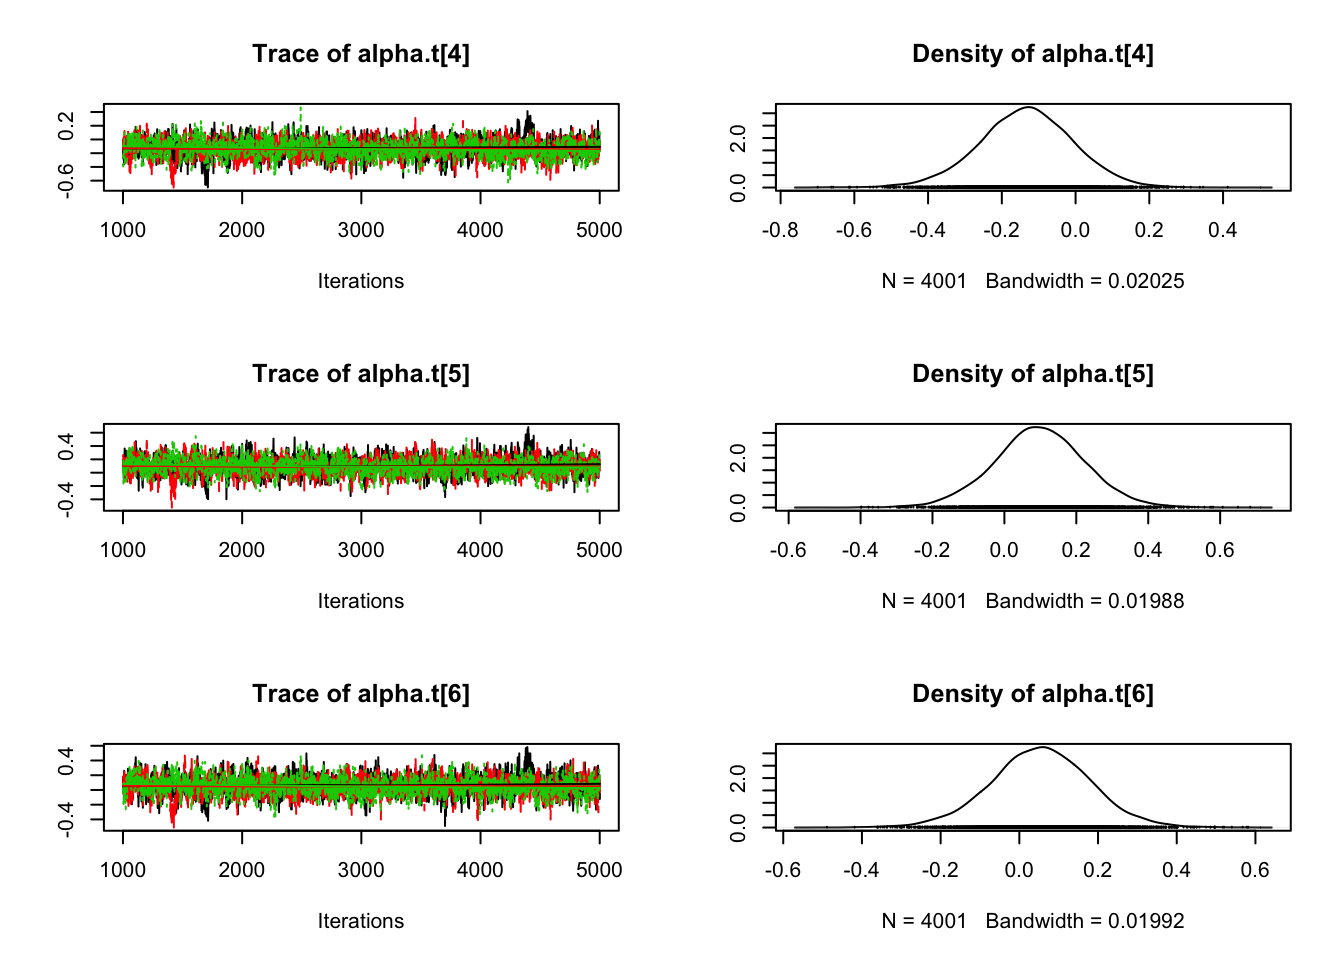 Trace of alpha.t[4]
0.2
-0.6
1000 2000 3000 4000 5000
Iterations
Density of alpha.t[4]
2.0
0.0
-0.8 -0.6 -0.4 -0.2 0.0 0.2 0.4
N = 4001 Bandwidth = 0.02025
Trace of alpha.t[5]
0.4
-0.4
1000 2000 3000 4000 5000
Iterations
Density of alpha.t[5]
2.0
0.0
-0.6 -0.4 -0.2 0.0 0.2 0.4 0.6
N = 4001 Bandwidth = 0.01988
Trace of alpha.t[6]
0.4
-0.4
1000 2000 3000 4000 5000
Iterations
Density of alpha.t[6]
2.0
0.0
-0.6 -0.4 -0.2 0.0 0.2 0.4 0.6
N = 4001 Bandwidth = 0.01992